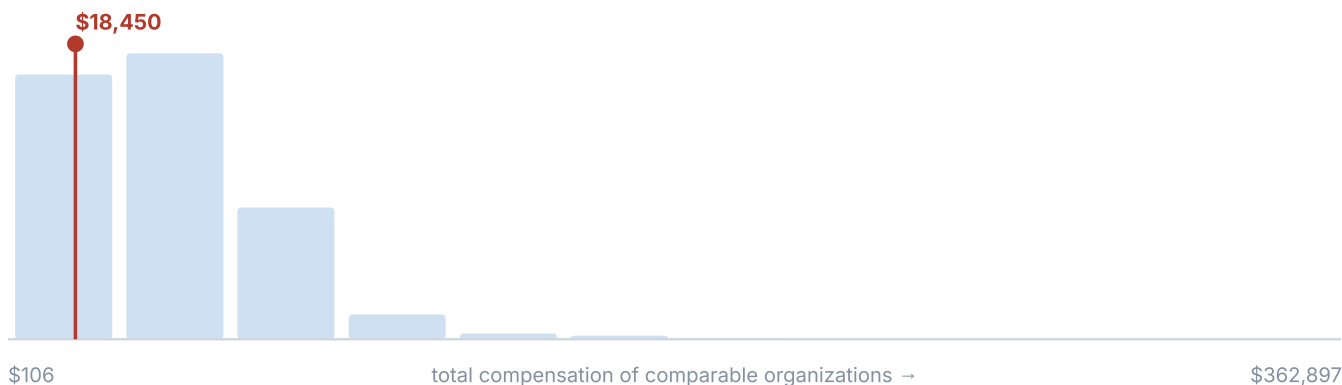 $18,450
$106
total compensation of comparable organizations →
$362,897